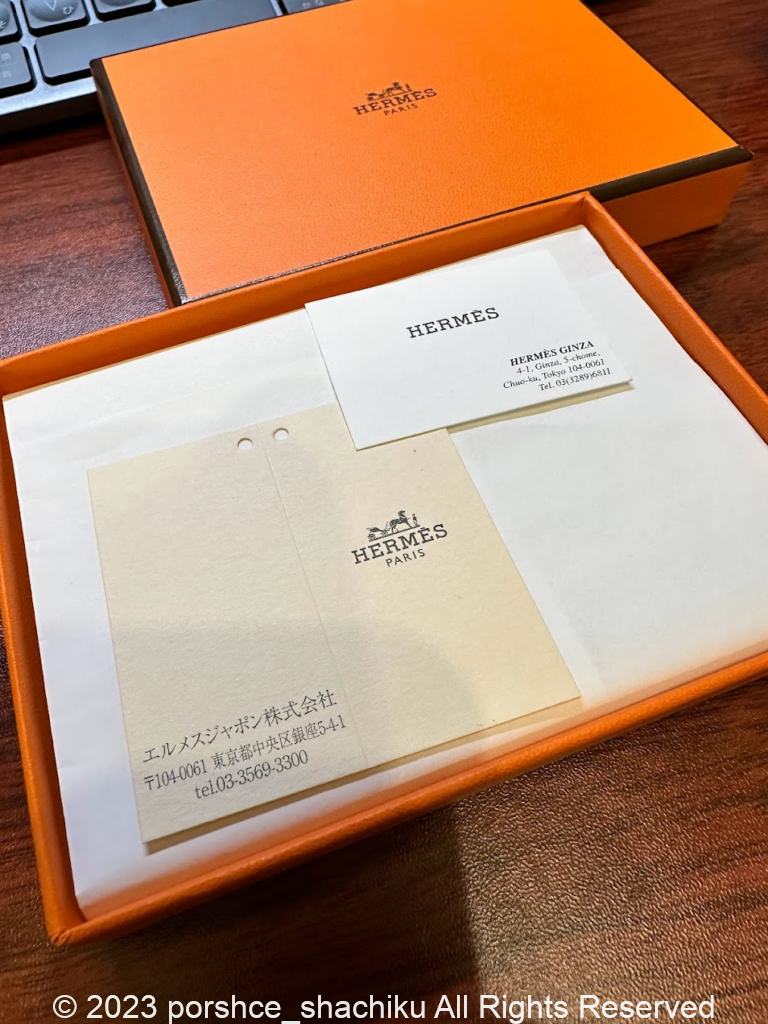 HERMÈS
PARIS
HERMÈS
HERMÈS GINZA
4-1, Ginza, 5-chome,
Chuo-ku, Tokyo 104-0061
Tel. 03(3289)6811
HERMÈS
PARIS
エルメスジャポン株式会社
〒104-0061 東京都中央区銀座5-4-1
tel.03-3569-3300
© 2023 porshce_shachiku All Rights Reserved